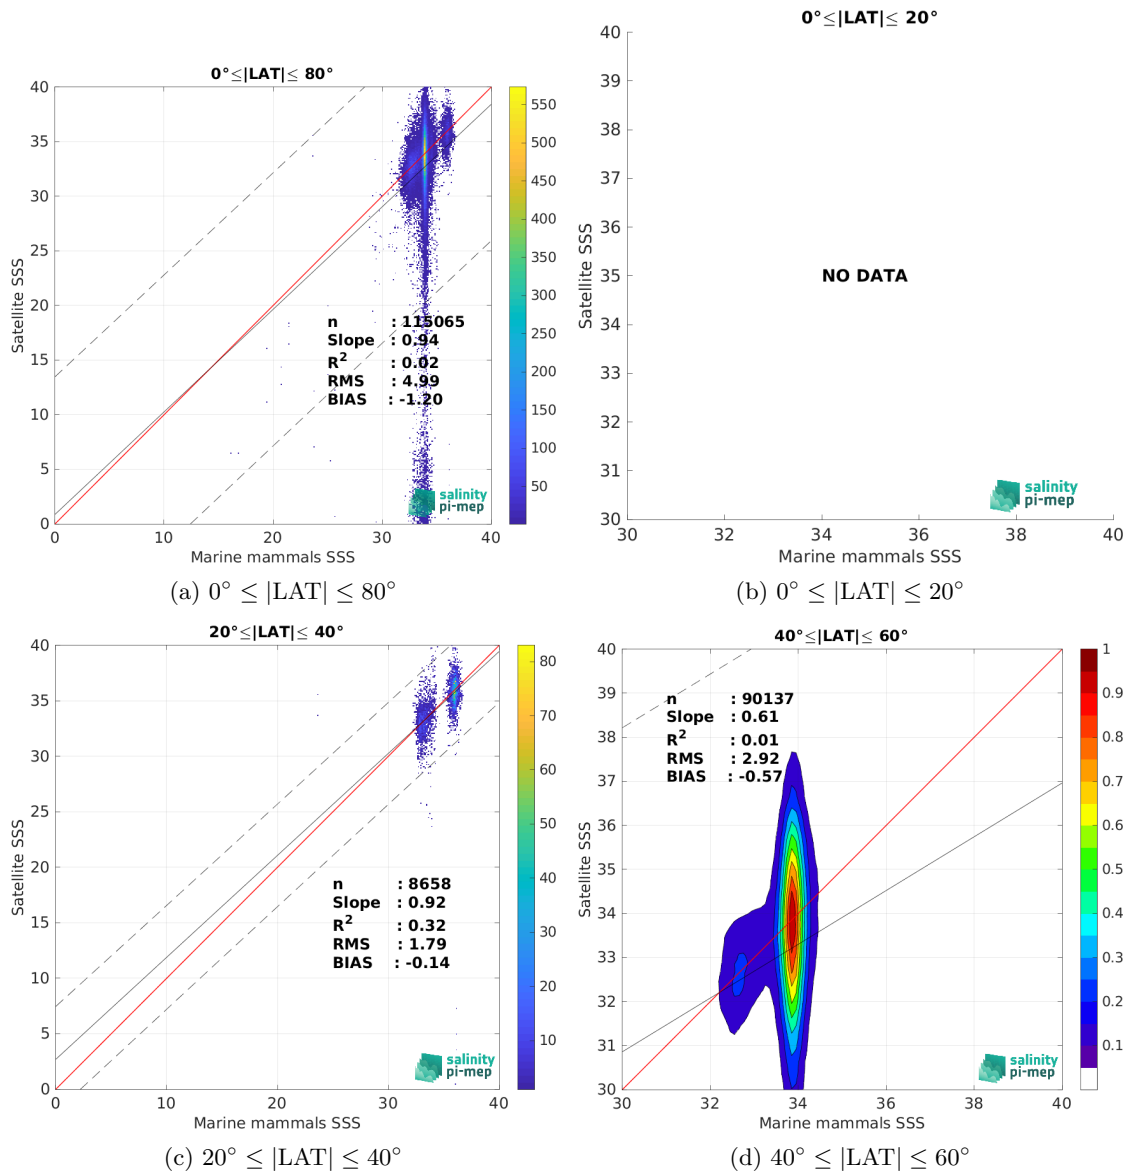 0°≤|LAT|≤ 80°
40
35
30
25
20
15
10
5
0
0
10
20
30
40
Satellite SSS
Marine mammals SSS
n : 115065
Slope : 0.94
R2 : 0.02
RMS : 4.99
BIAS : -1.20
salinity
pi-mep
550
500
450
400
350
300
250
200
150
100
50
(a) 0° ≤ |LAT| ≤ 80°
0°≤|LAT|≤ 20°
40
39
38
37
36
35
34
33
32
31
30
30
32
34
36
38
40
Satellite SSS
Marine mammals SSS
NO DATA
salinity
pi-mep
(b) 0° ≤ |LAT| ≤ 20°
20°≤|LAT|≤ 40°
40
35
30
25
20
15
10
5
0
0
10
20
30
40
Satellite SSS
Marine mammals SSS
n : 8658
Slope : 0.92
R2 : 0.32
RMS : 1.79
BIAS : -0.14
salinity
pi-mep
80
70
60
50
40
30
20
10
(c) 20° ≤ |LAT| ≤ 40°
40°≤|LAT|≤ 60°
40
39
38
37
36
35
34
33
32
31
30
30
32
34
36
38
40
Satellite SSS
Marine mammals SSS
n : 90137
Slope : 0.61
R2 : 0.01
RMS : 2.92
BIAS : -0.57
salinity
pi-mep
1
0.9
0.8
0.7
0.6
0.5
0.4
0.3
0.2
0.1
(d) 40° ≤ |LAT| ≤ 60°